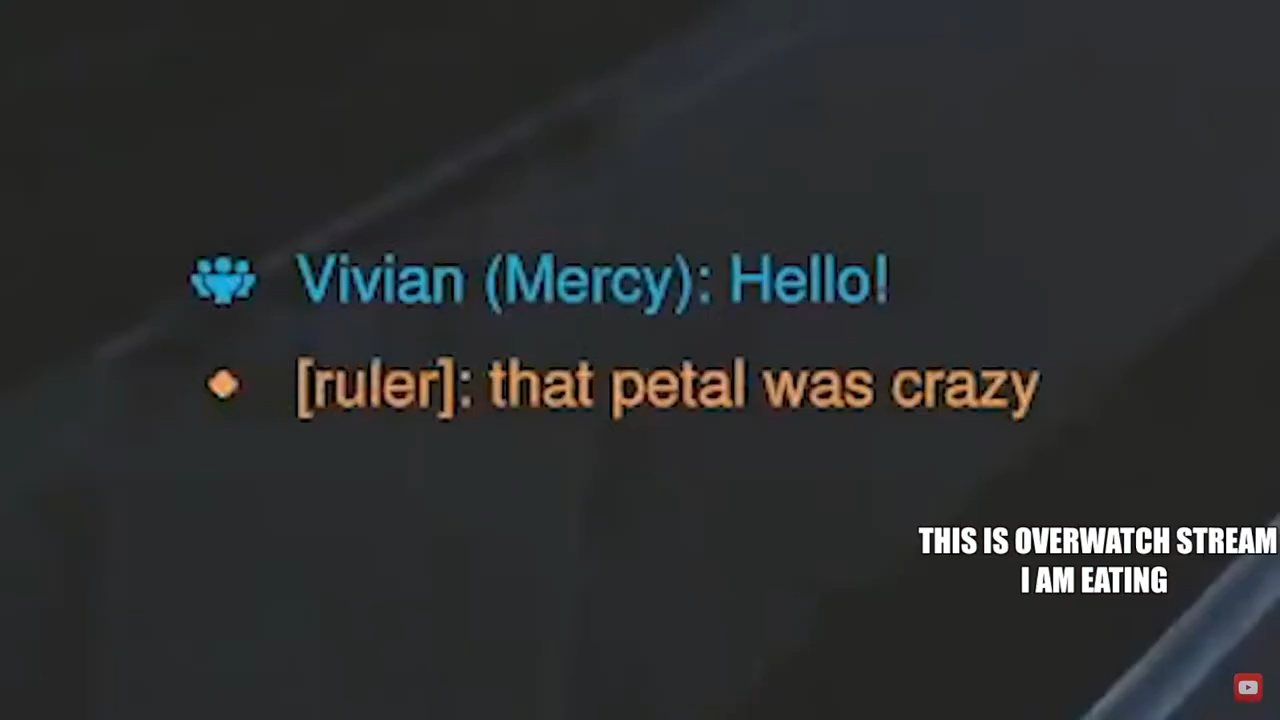 Vivian (Mercy): Hello!
[ruler]: that petal was crazy
THIS IS OVERWATCH STREAM
I AM EATING